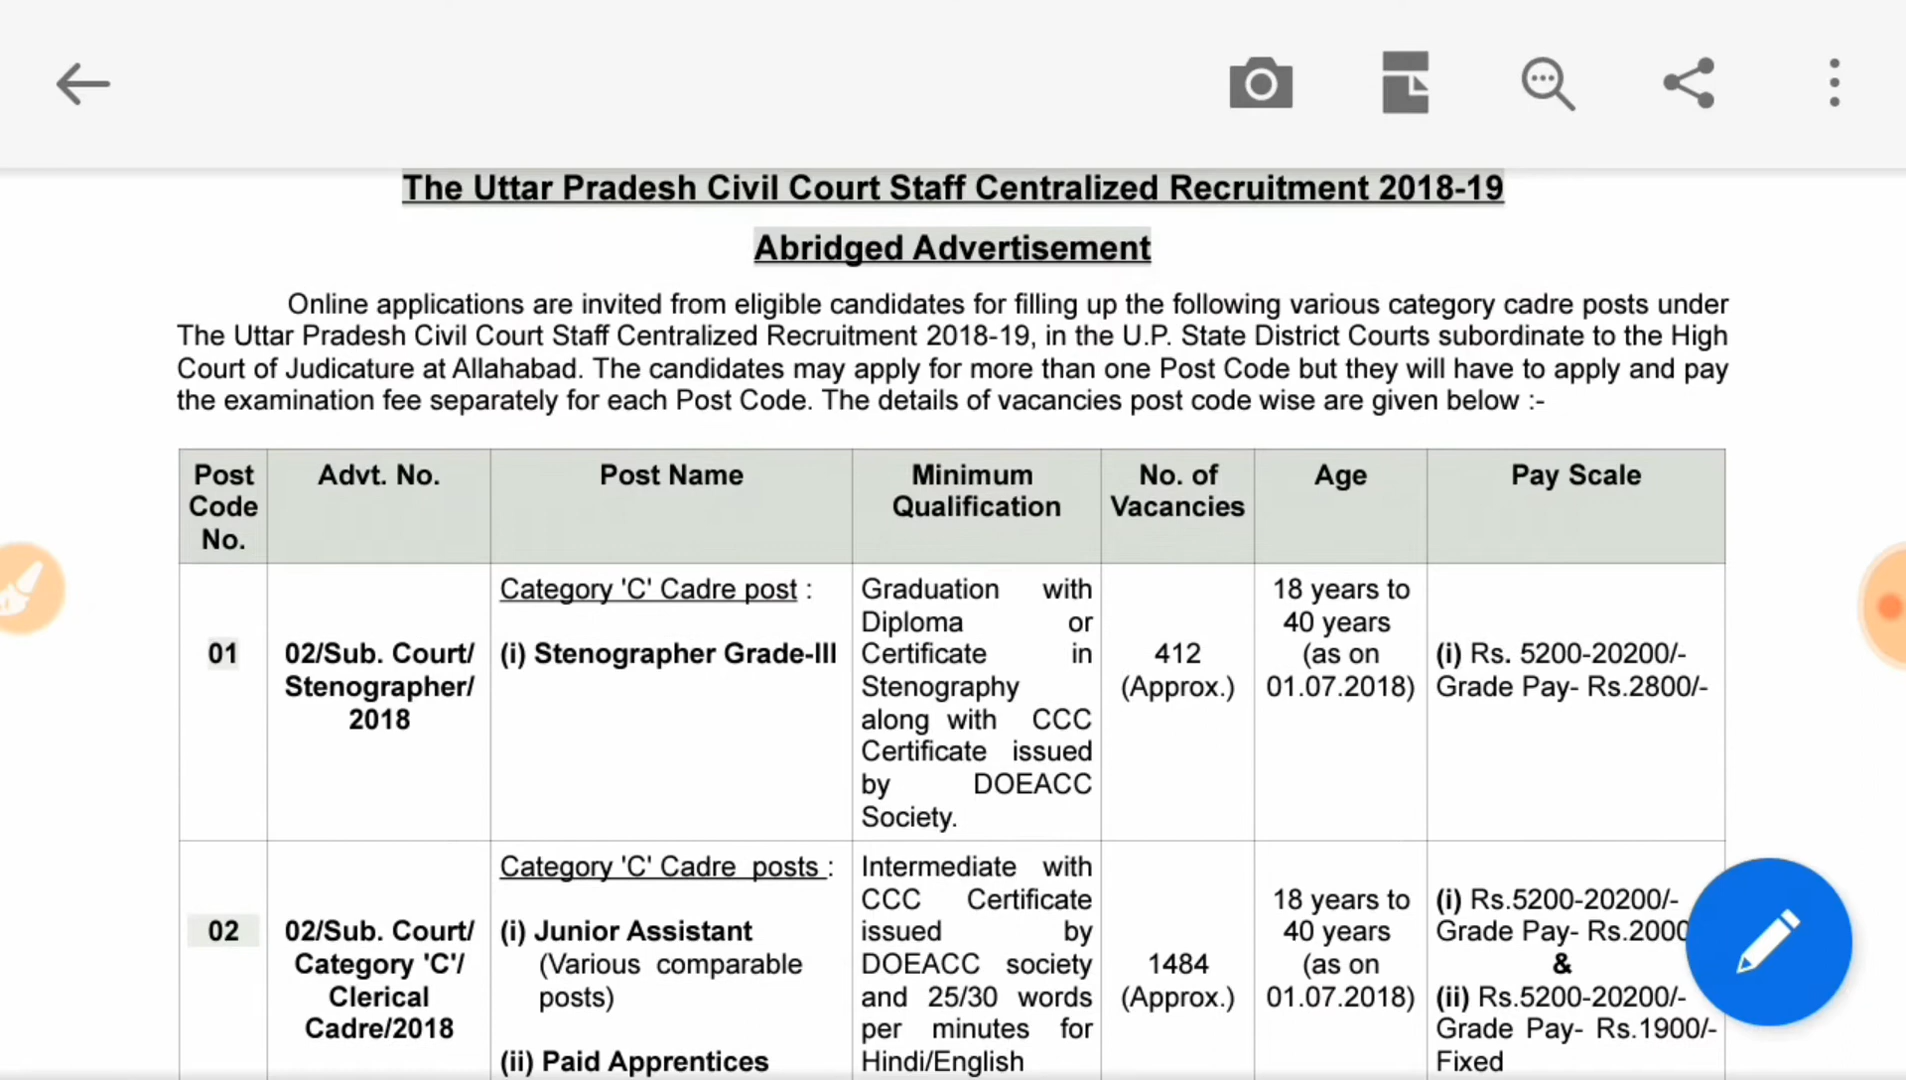 The Uttar Pradesh Civil Court Staff Centralized Recruitment 2018-19
Abridged Advertisement
Online applications are invited from eligible candidates for filling up the following various category cadre posts under
The Uttar Pradesh Civil Court Staff Centralized Recruitment 2018-19, in the U.P. State District Courts subordinate to the High
Court of Judicature at Allahabad. The candidates may apply for more than one Post Code but they will have to apply and pay
the examination fee separately for each Post Code. The details of vacancies post code wise are given below :-
Post
Code
No.
Advt. No.
Post Name
Minimum
Qualification
No. of
Vacancies
Age
Pay Scale
01
02/Sub. Court/
Stenographer/
2018
Category 'C' Cadre post :
(i) Stenographer Grade-III
Graduation with
Diploma or
Certificate in
Stenography
along with CCC
Certificate issued
by DOEACC
Society.
412
(Approx.)
18 years to
40 years
(as on
01.07.2018)
(i) Rs. 5200-20200/-
Grade Pay- Rs.2800/-
02
02/Sub. Court/
Category 'C'/
Clerical
Cadre/2018
Category 'C' Cadre posts :
(i) Junior Assistant
(Various comparable
posts)
(ii) Paid Apprentices
Intermediate with
CCC Certificate
issued by
DOEACC society
and 25/30 words
per minutes for
Hindi/English
1484
(Approx.)
18 years to
40 years
(as on
01.07.2018)
(i) Rs.5200-20200/-
Grade Pay- Rs.2000
&
(ii) Rs.5200-20200/-
Grade Pay- Rs.1900/-
Fixed